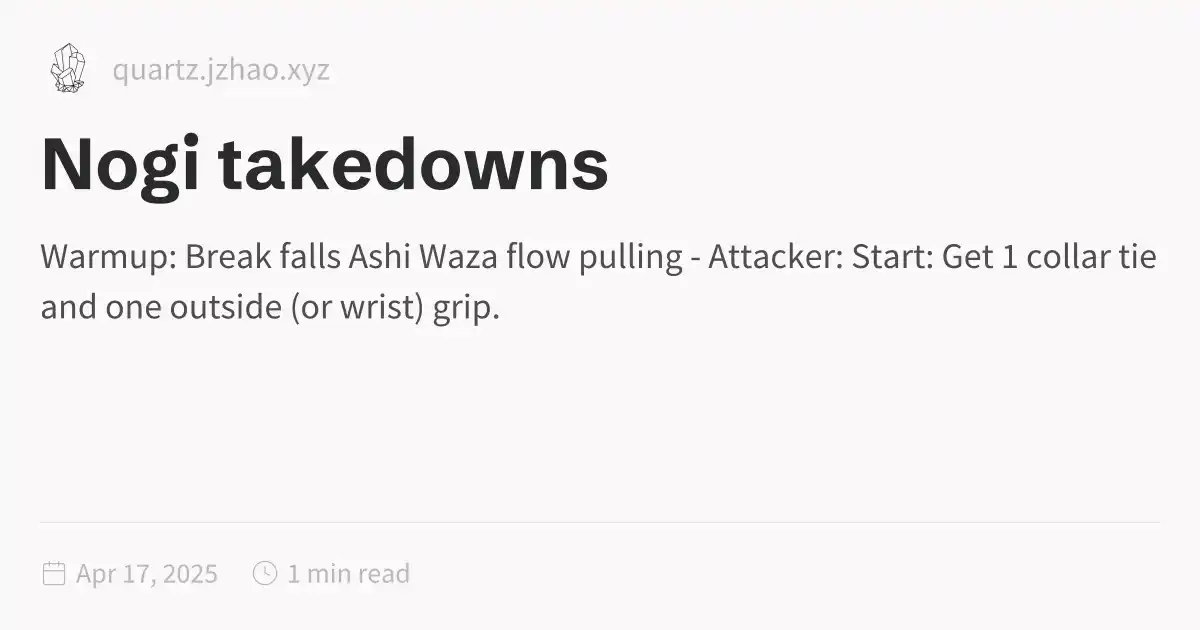 quartz.jzhao.xyz
Nogi takedowns
Warmup: Break falls Ashi Waza flow pulling - Attacker: Start: Get 1 collar tie
and one outside (or wrist) grip.
Apr 17, 2025 1 min read